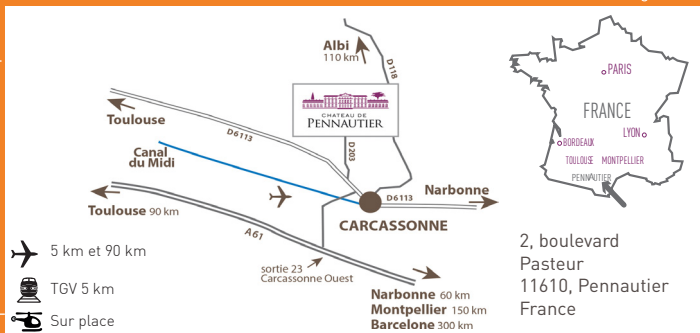 Albi
110 km
D118
CHATEAU DE
PENNAUTIER
Toulouse
D6113
D203
Canal
du Midi
Toulouse 90 km
A61
D6113
Narbonne
CARCASSONNE
sortie 23
Carcassonne Ouest
Narbonne 60 km
Montpellier 150 km
Barcelone 300 km
5 km et 90 km
TGV 5 km
Sur place
PARIS
FRANCE
LYON
BORDEAUX
TOULOUSE MONTPELLIER
PENNAUTIER
2, boulevard
Pasteur
11610, Pennautier
France